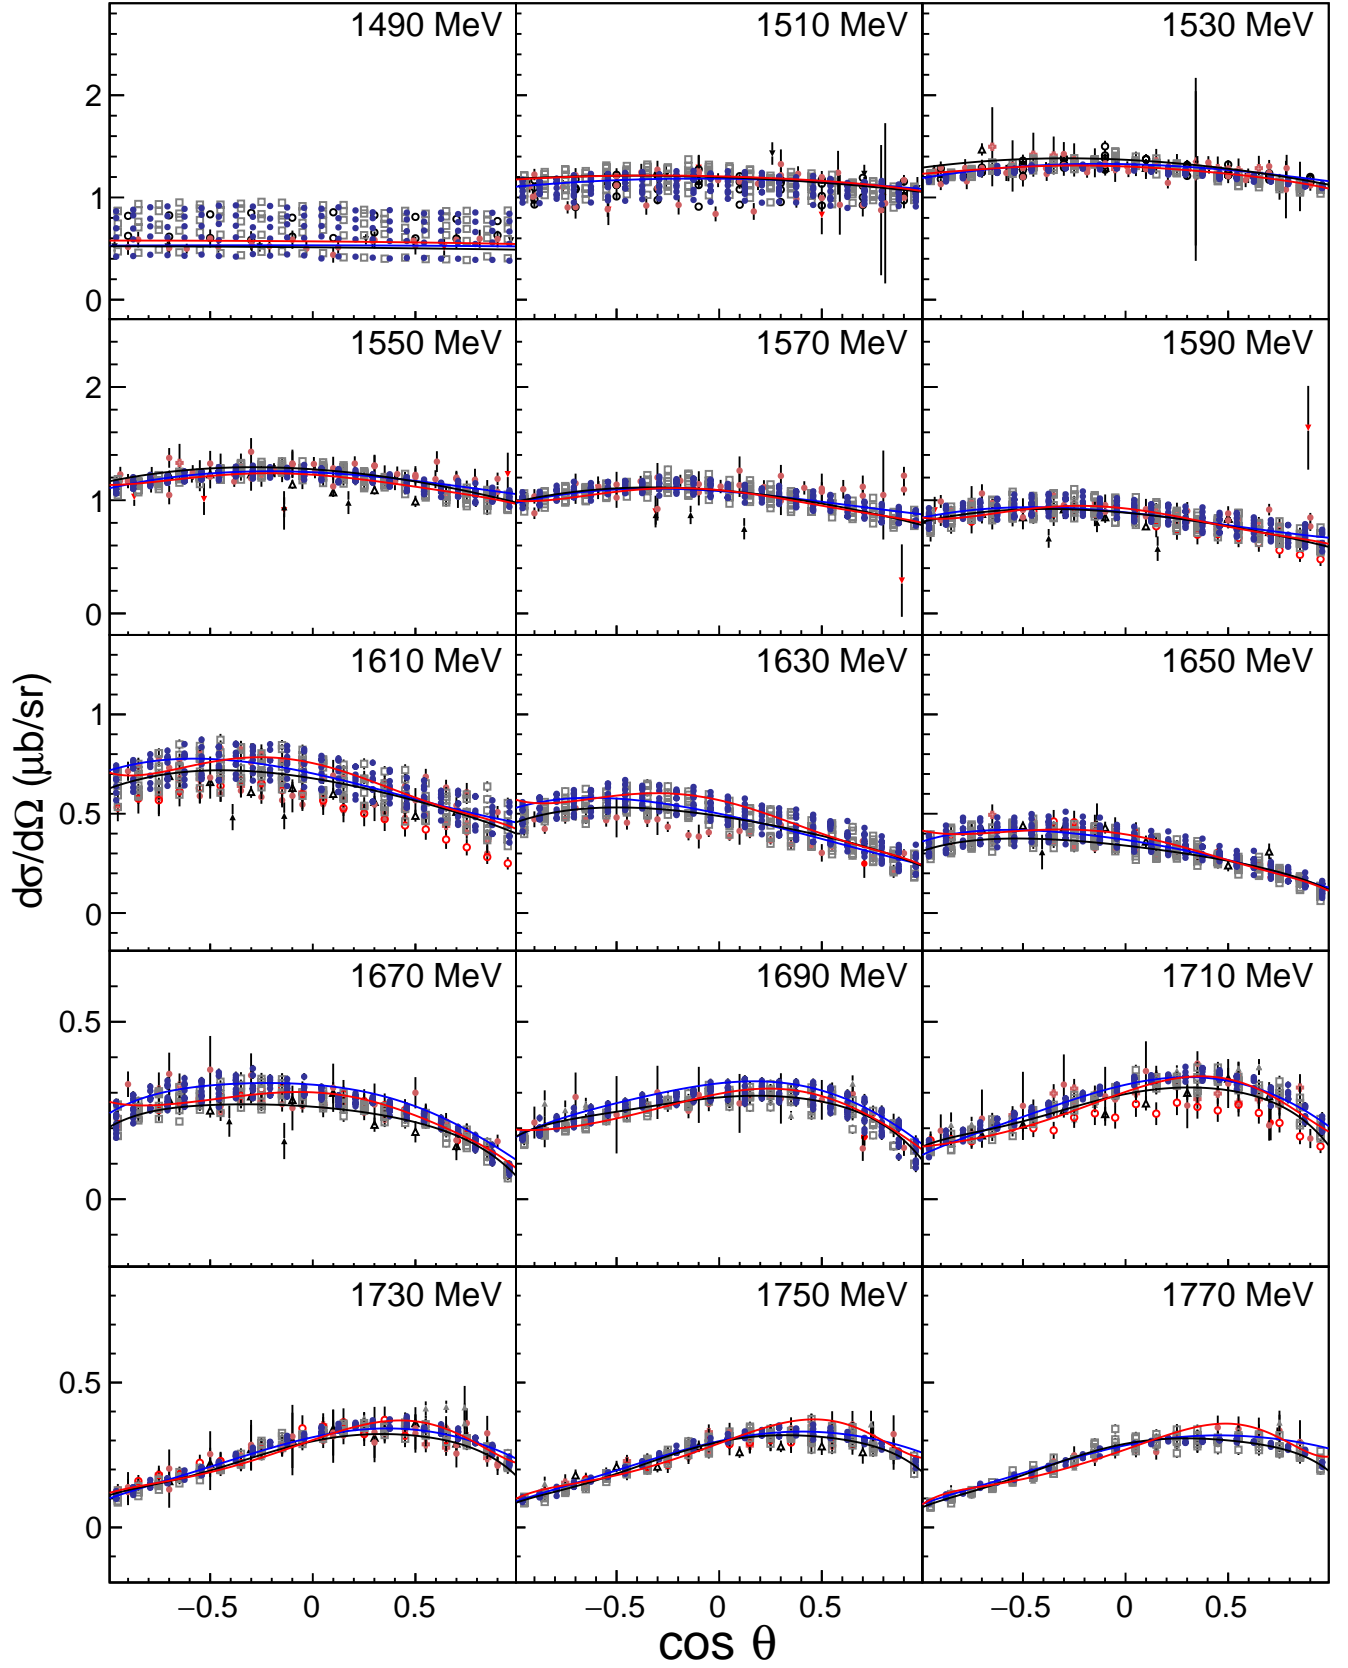 1490 MeV 1510 MeV 1530 MeV
2
1
0
1550 MeV 1570 MeV 1590 MeV
2
1
0
1610 MeV 1630 MeV 1650 MeV
1
0.5
0
1670 MeV 1690 MeV 1710 MeV
0.5
0
1730 MeV 1750 MeV 1770 MeV
0.5
0
−0.5 0 0.5 −0.5 0 0.5 −0.5 0 0.5
cos θ
dσ/dΩ (μb/sr)